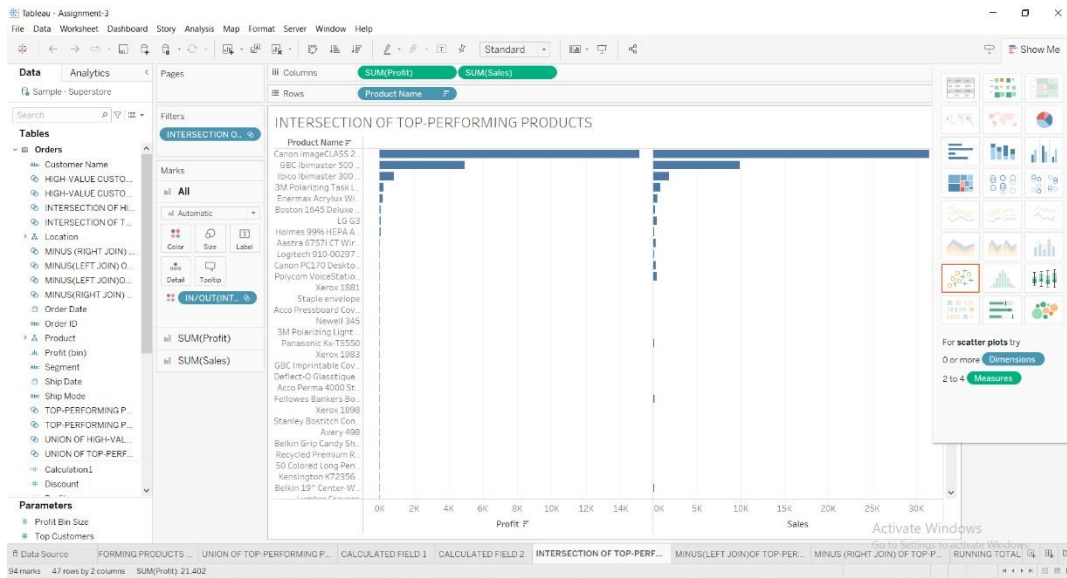 Tableau - Assignment-3
File Data Worksheet Dashboard Story Analysis Map Format Server Window Help
Standard
Show Me
Data Analytics
Sample - Superstore
Search
Tables
Orders
Abc Customer Name
HIGH-VALUE CUSTO...
HIGH-VALUE CUSTO...
INTERSECTION OF HI...
INTERSECTION OF T...
Location
MINUS (RIGHT JOIN) ...
MINUS(LEFT JOIN) O...
MINUS(LEFT JOIN)O...
MINUS(RIGHT JOIN) ...
Order Date
Abc Order ID
Product
Profit (bin)
Abc Segment
Ship Date
Abc Ship Mode
TOP-PERFORMING P...
TOP-PERFORMING P...
UNION OF HIGH-VAL...
UNION OF TOP-PERF...
Calculation1
Discount
Parameters
Profit Bin Size
Top Customers
Pages
Filters
INTERSECTION O..
Marks
All
Automatic
Color Size Label
Detail Tooltip
IN/OUT(INT..
SUM(Profit)
SUM(Sales)
Columns SUM(Profit) SUM(Sales)
Rows Product Name
INTERSECTION OF TOP-PERFORMING PRODUCTS
Product Name
Canon imageCLASS 2..
GBC Ibimaster 500 ..
Ibico Ibimaster 300 ..
3M Polarizing Task L..
Enermax Acrylux Wi..
Boston 1645 Deluxe ..
LG G3
Holmes 99% HEPA A..
Aastra 6757i CT Wir..
Logitech 910-00297..
Canon PC170 Deskto..
Polycom VoiceStatio..
Xerox 1881
Staple envelope
Acco Pressboard Cov..
Newell 345
3M Polarizing Light ..
Panasonic Kx-TS550
Xerox 1983
GBC Imprintable Cov..
Deflect-O Glasstique..
Acco Perma 4000 St..
Fellowes Bankers Bo..
Xerox 1898
Stanley Bostitch Con..
Avery 498
Belkin Grip Candy Sh..
Recycled Premium R..
50 Colored Long Pen..
Kensington K72356..
Belkin 19" Center-W..
0K 2K 4K 6K 8K 10K 12K 14K 0K 5K 10K 15K 20K 25K 30K
Profit Sales
For scatter plots try
0 or more Dimensions
2 to 4 Measures
Activate Windows
Go to Settings to activate Windows.
Data Source FORMING PRODUCTS ... UNION OF TOP-PERFORMING P... CALCULATED FIELD 1 CALCULATED FIELD 2 INTERSECTION OF TOP-PERF... MINUS(LEFT JOIN)OF TOP-PER... MINUS (RIGHT JOIN) OF TOP-P... RUNNING TOTAL
94 marks 47 rows by 2 columns SUM(Profit): 21,402